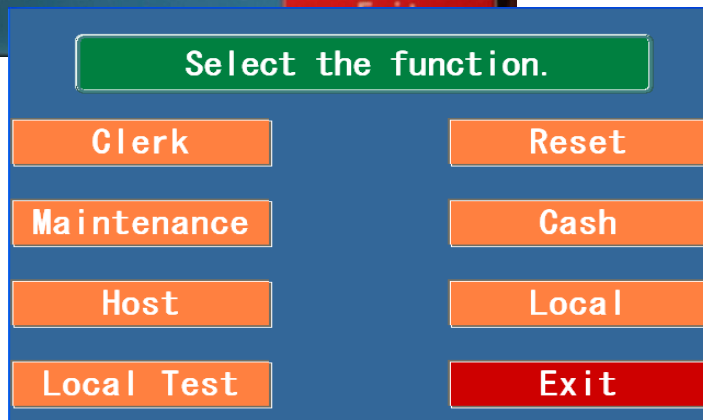 Select the function.
Clerk
Reset
Maintenance
Cash
Host
Local
Local Test
Exit